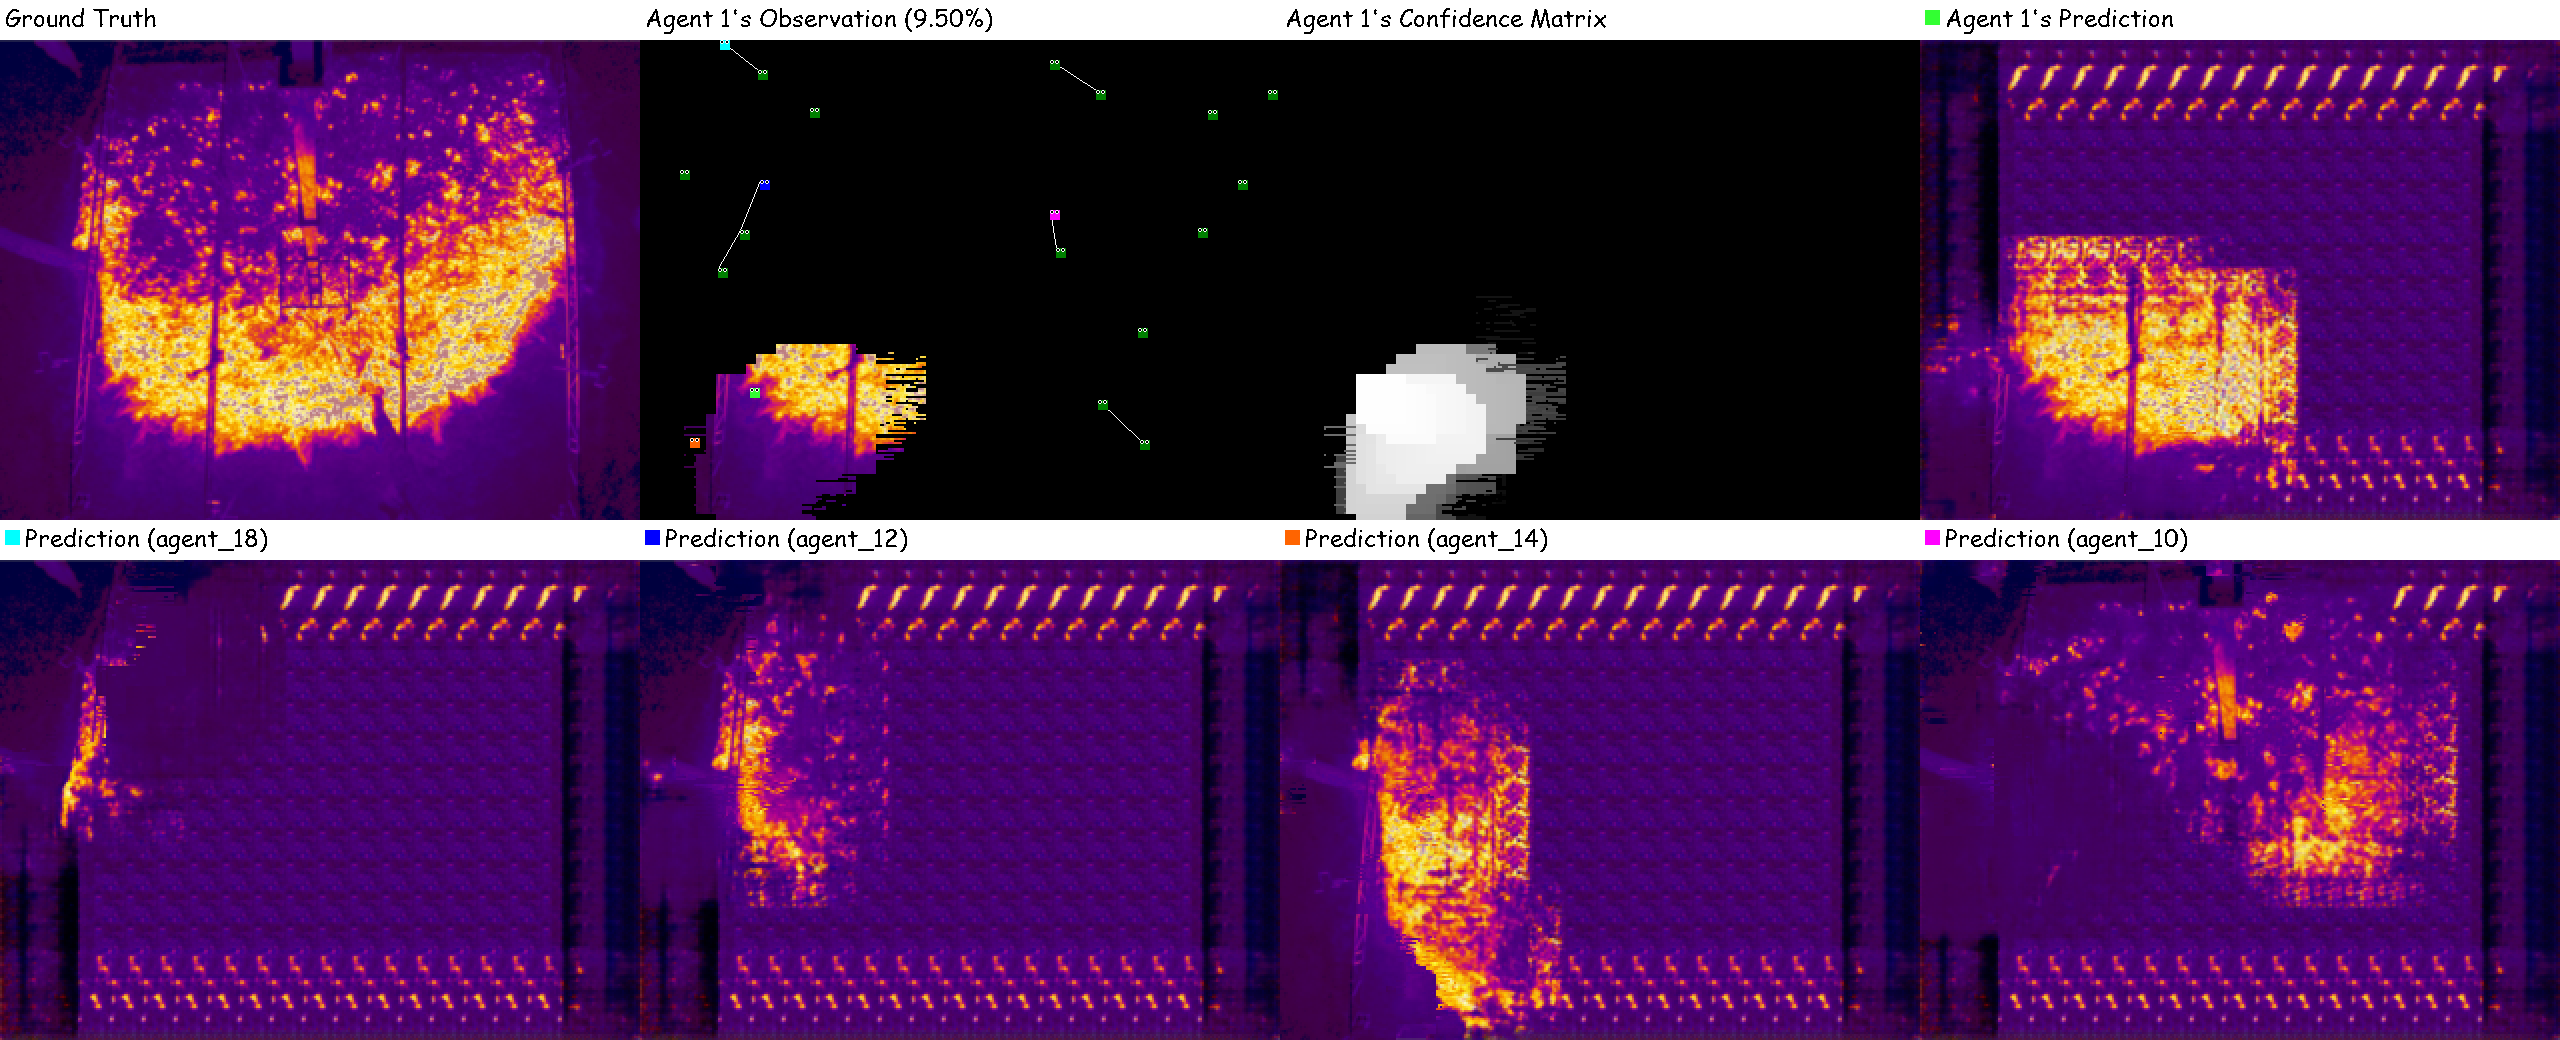 Ground Truth
Agent 1's Observation (9.50%)
Agent 1's Confidence Matrix
Agent 1's Prediction
Prediction (agent_18)
Prediction (agent_12)
Prediction (agent_14)
Prediction (agent_10)